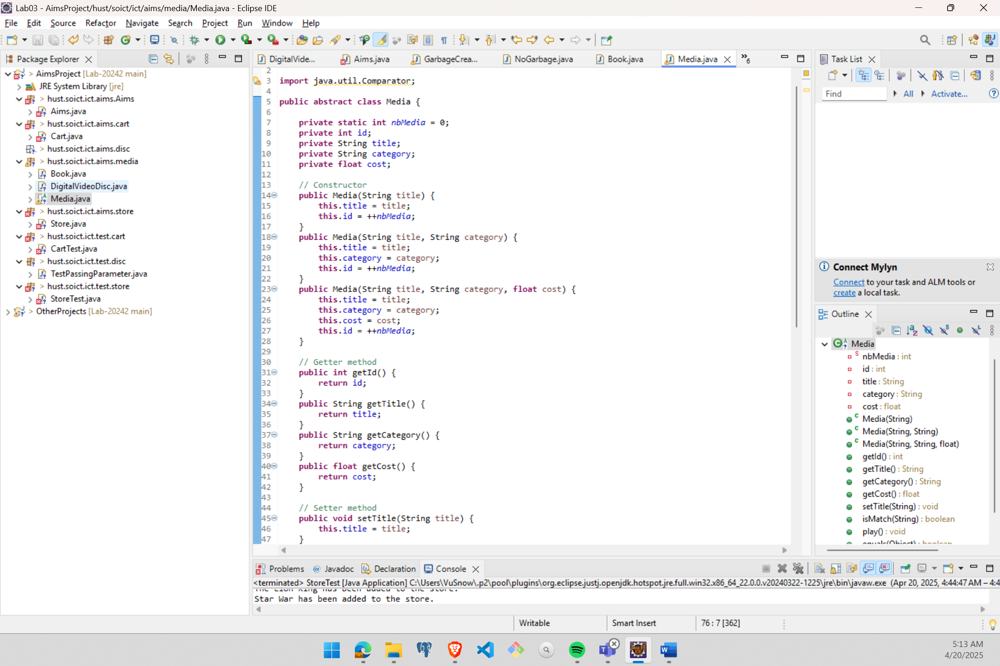 Lab03 - AimsProject/hust/soict/ict/aims/media/Media.java - Eclipse IDE
File Edit Source Refactor Navigate Search Project Run Window Help
Package Explorer
> AimsProject [Lab-20242 main]
JRE System Library [jre]
> hust.soict.ict.aims.Aims
Aims.java
> hust.soict.ict.aims.cart
Cart.java
> hust.soict.ict.aims.disc
> hust.soict.ict.aims.media
Book.java
DigitalVideoDisc.java
Media.java
> hust.soict.ict.aims.store
Store.java
> hust.soict.ict.test.cart
CartTest.java
> hust.soict.ict.test.disc
TestPassingParameter.java
> hust.soict.ict.test.store
StoreTest.java
> OtherProjects [Lab-20242 main]
DigitalVide... Aims.java GarbageCrea... NoGarbage.java Book.java Media.java »6
2
3 import java.util.Comparator;
4
5 public abstract class Media {
6
7 private static int nbMedia = 0;
8 private int id;
9 private String title;
10 private String category;
11 private float cost;
12
13 // Constructor
14 public Media(String title) {
15 this.title = title;
16 this.id = ++nbMedia;
17 }
18 public Media(String title, String category) {
19 this.title = title;
20 this.category = category;
21 this.id = ++nbMedia;
22 }
23 public Media(String title, String category, float cost) {
24 this.title = title;
25 this.category = category;
26 this.cost = cost;
27 this.id = ++nbMedia;
28 }
29
30 // Getter method
31 public int getId() {
32 return id;
33 }
34 public String getTitle() {
35 return title;
36 }
37 public String getCategory() {
38 return category;
39 }
40 public float getCost() {
41 return cost;
42 }
43
44 // Setter method
45 public void setTitle(String title) {
46 this.title = title;
47 }
Task List
Find All Activate...
Connect Mylyn
Connect to your task and ALM tools or
create a local task.
Outline
Media
nbMedia : int
id : int
title : String
category : String
cost : float
Media(String)
Media(String, String)
Media(String, String, float)
getId() : int
getTitle() : String
getCategory() : String
getCost() : float
setTitle(String) : void
isMatch(String) : boolean
play() : void
equals(Object) : boolean
Problems @ Javadoc Declaration Console
<terminated> StoreTest [Java Application] C:\Users\VuSnow\.p2\pool\plugins\org.eclipse.justj.openjdk.hotspot.jre.full.win32.x86_64_22.0.0.v20240322-1225\jre\bin\javaw.exe (Apr 20, 2025, 4:44:47 AM – 4:4
The Lion King has been added to the store.
Star War has been added to the store.
Writable Smart Insert 76 : 7 [362]
Java EE
IDE
5:13 AM
4/20/2025